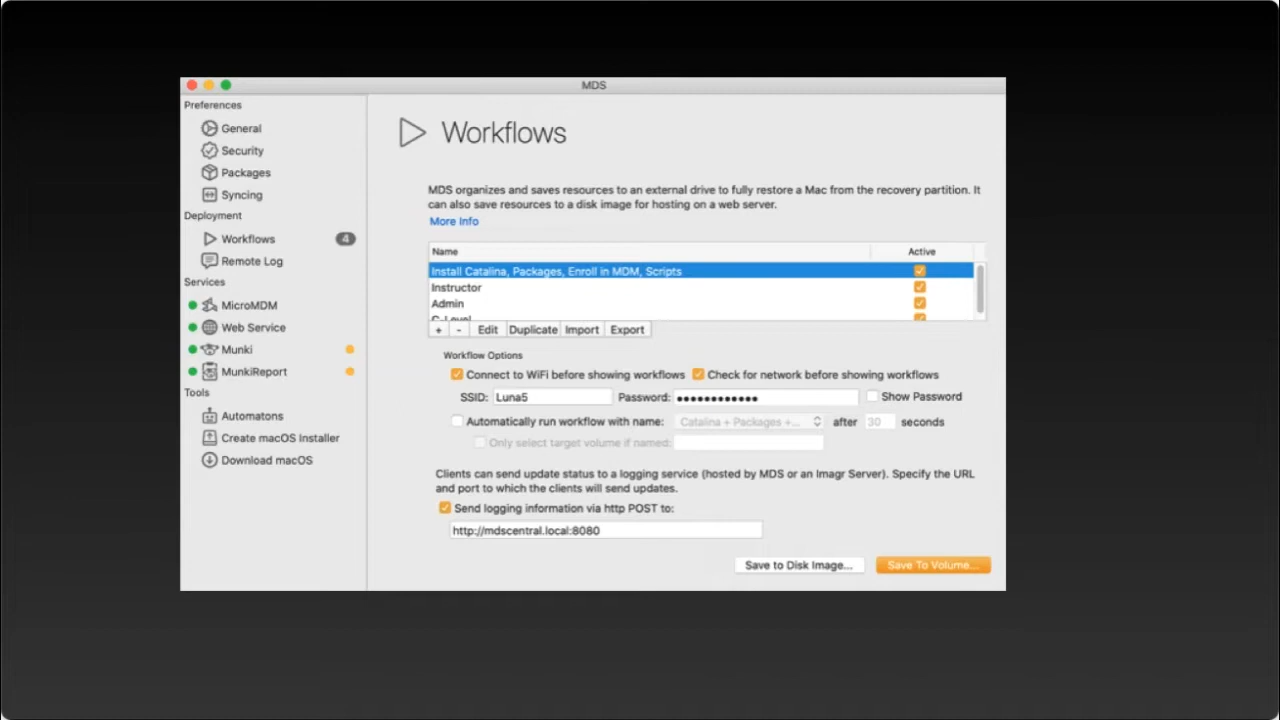 MDS
Preferences
General
Security
Packages
Syncing
Deployment
Workflows 4
Remote Log
Services
MicroMDM
Web Service
Munki
MunkiReport
Tools
Automatons
Create macOS Installer
Download macOS
Workflows
MDS organizes and saves resources to an external drive to fully restore a Mac from the recovery partition. It
can also save resources to a disk image for hosting on a web server.
More Info
Name Active
Install Catalina, Packages, Enroll in MDM, Scripts
Instructor
Admin
C-Level
+ - Edit Duplicate Import Export
Workflow Options
Connect to WiFi before showing workflows Check for network before showing workflows
SSID: Luna5 Password: ●●●●●●●●●●●● Show Password
Automatically run workflow with name: Catalina + Packages +... after 30 seconds
Only select target volume if named:
Clients can send update status to a logging service (hosted by MDS or an Imagr Server). Specify the URL
and port to which the clients will send updates.
Send logging information via http POST to:
http://mdscentral.local:8080
Save to Disk Image... Save To Volume...